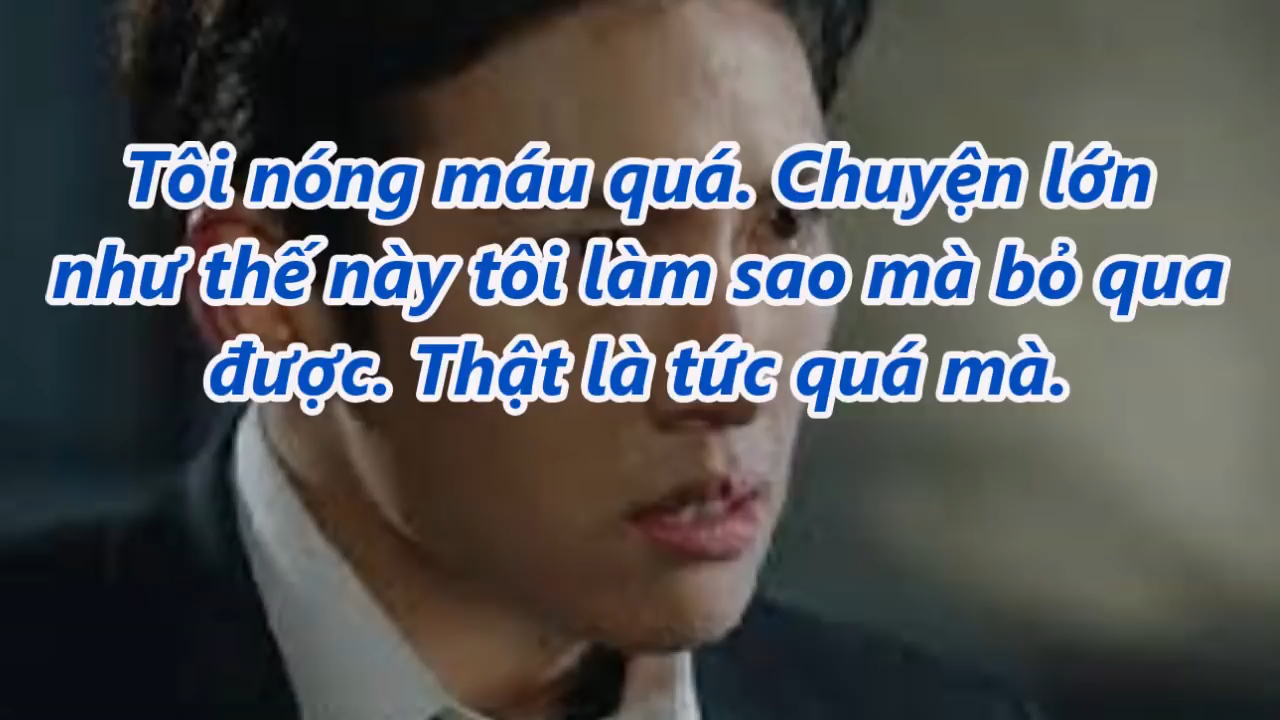 Tôi nóng máu quá. Chuyện lớn
như thế này tôi làm sao mà bỏ qua
được. Thật là tức quá mà.